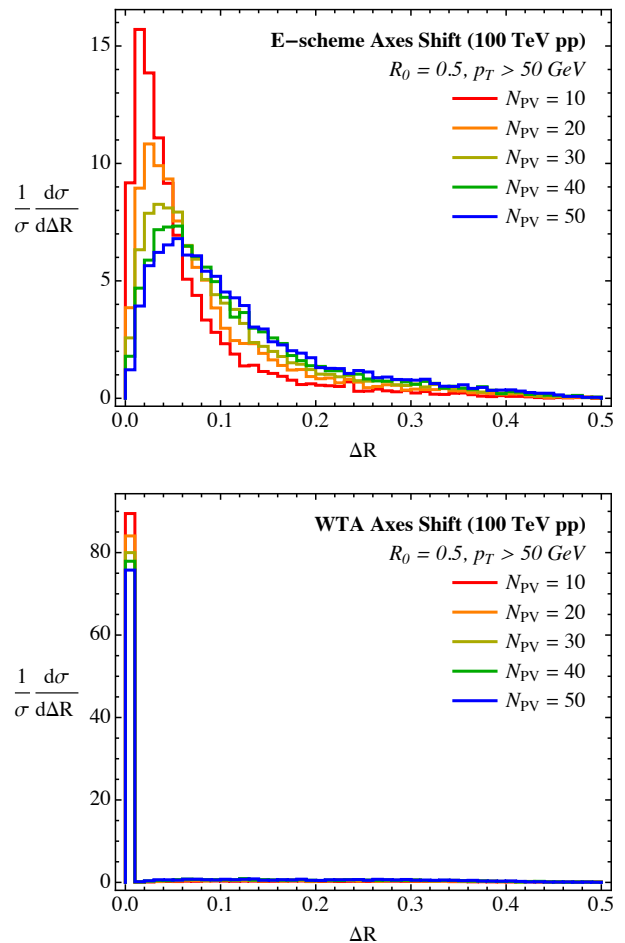 E−scheme Axes Shift (100 TeV pp)
R0 = 0.5, pT > 50 GeV
NPV = 10
NPV = 20
NPV = 30
NPV = 40
NPV = 50
15
10
5
0
1/σ dσ/dΔR
0.0 0.1 0.2 0.3 0.4 0.5
ΔR
WTA Axes Shift (100 TeV pp)
R0 = 0.5, pT > 50 GeV
NPV = 10
NPV = 20
NPV = 30
NPV = 40
NPV = 50
80
60
40
20
0
1/σ dσ/dΔR
0.0 0.1 0.2 0.3 0.4 0.5
ΔR